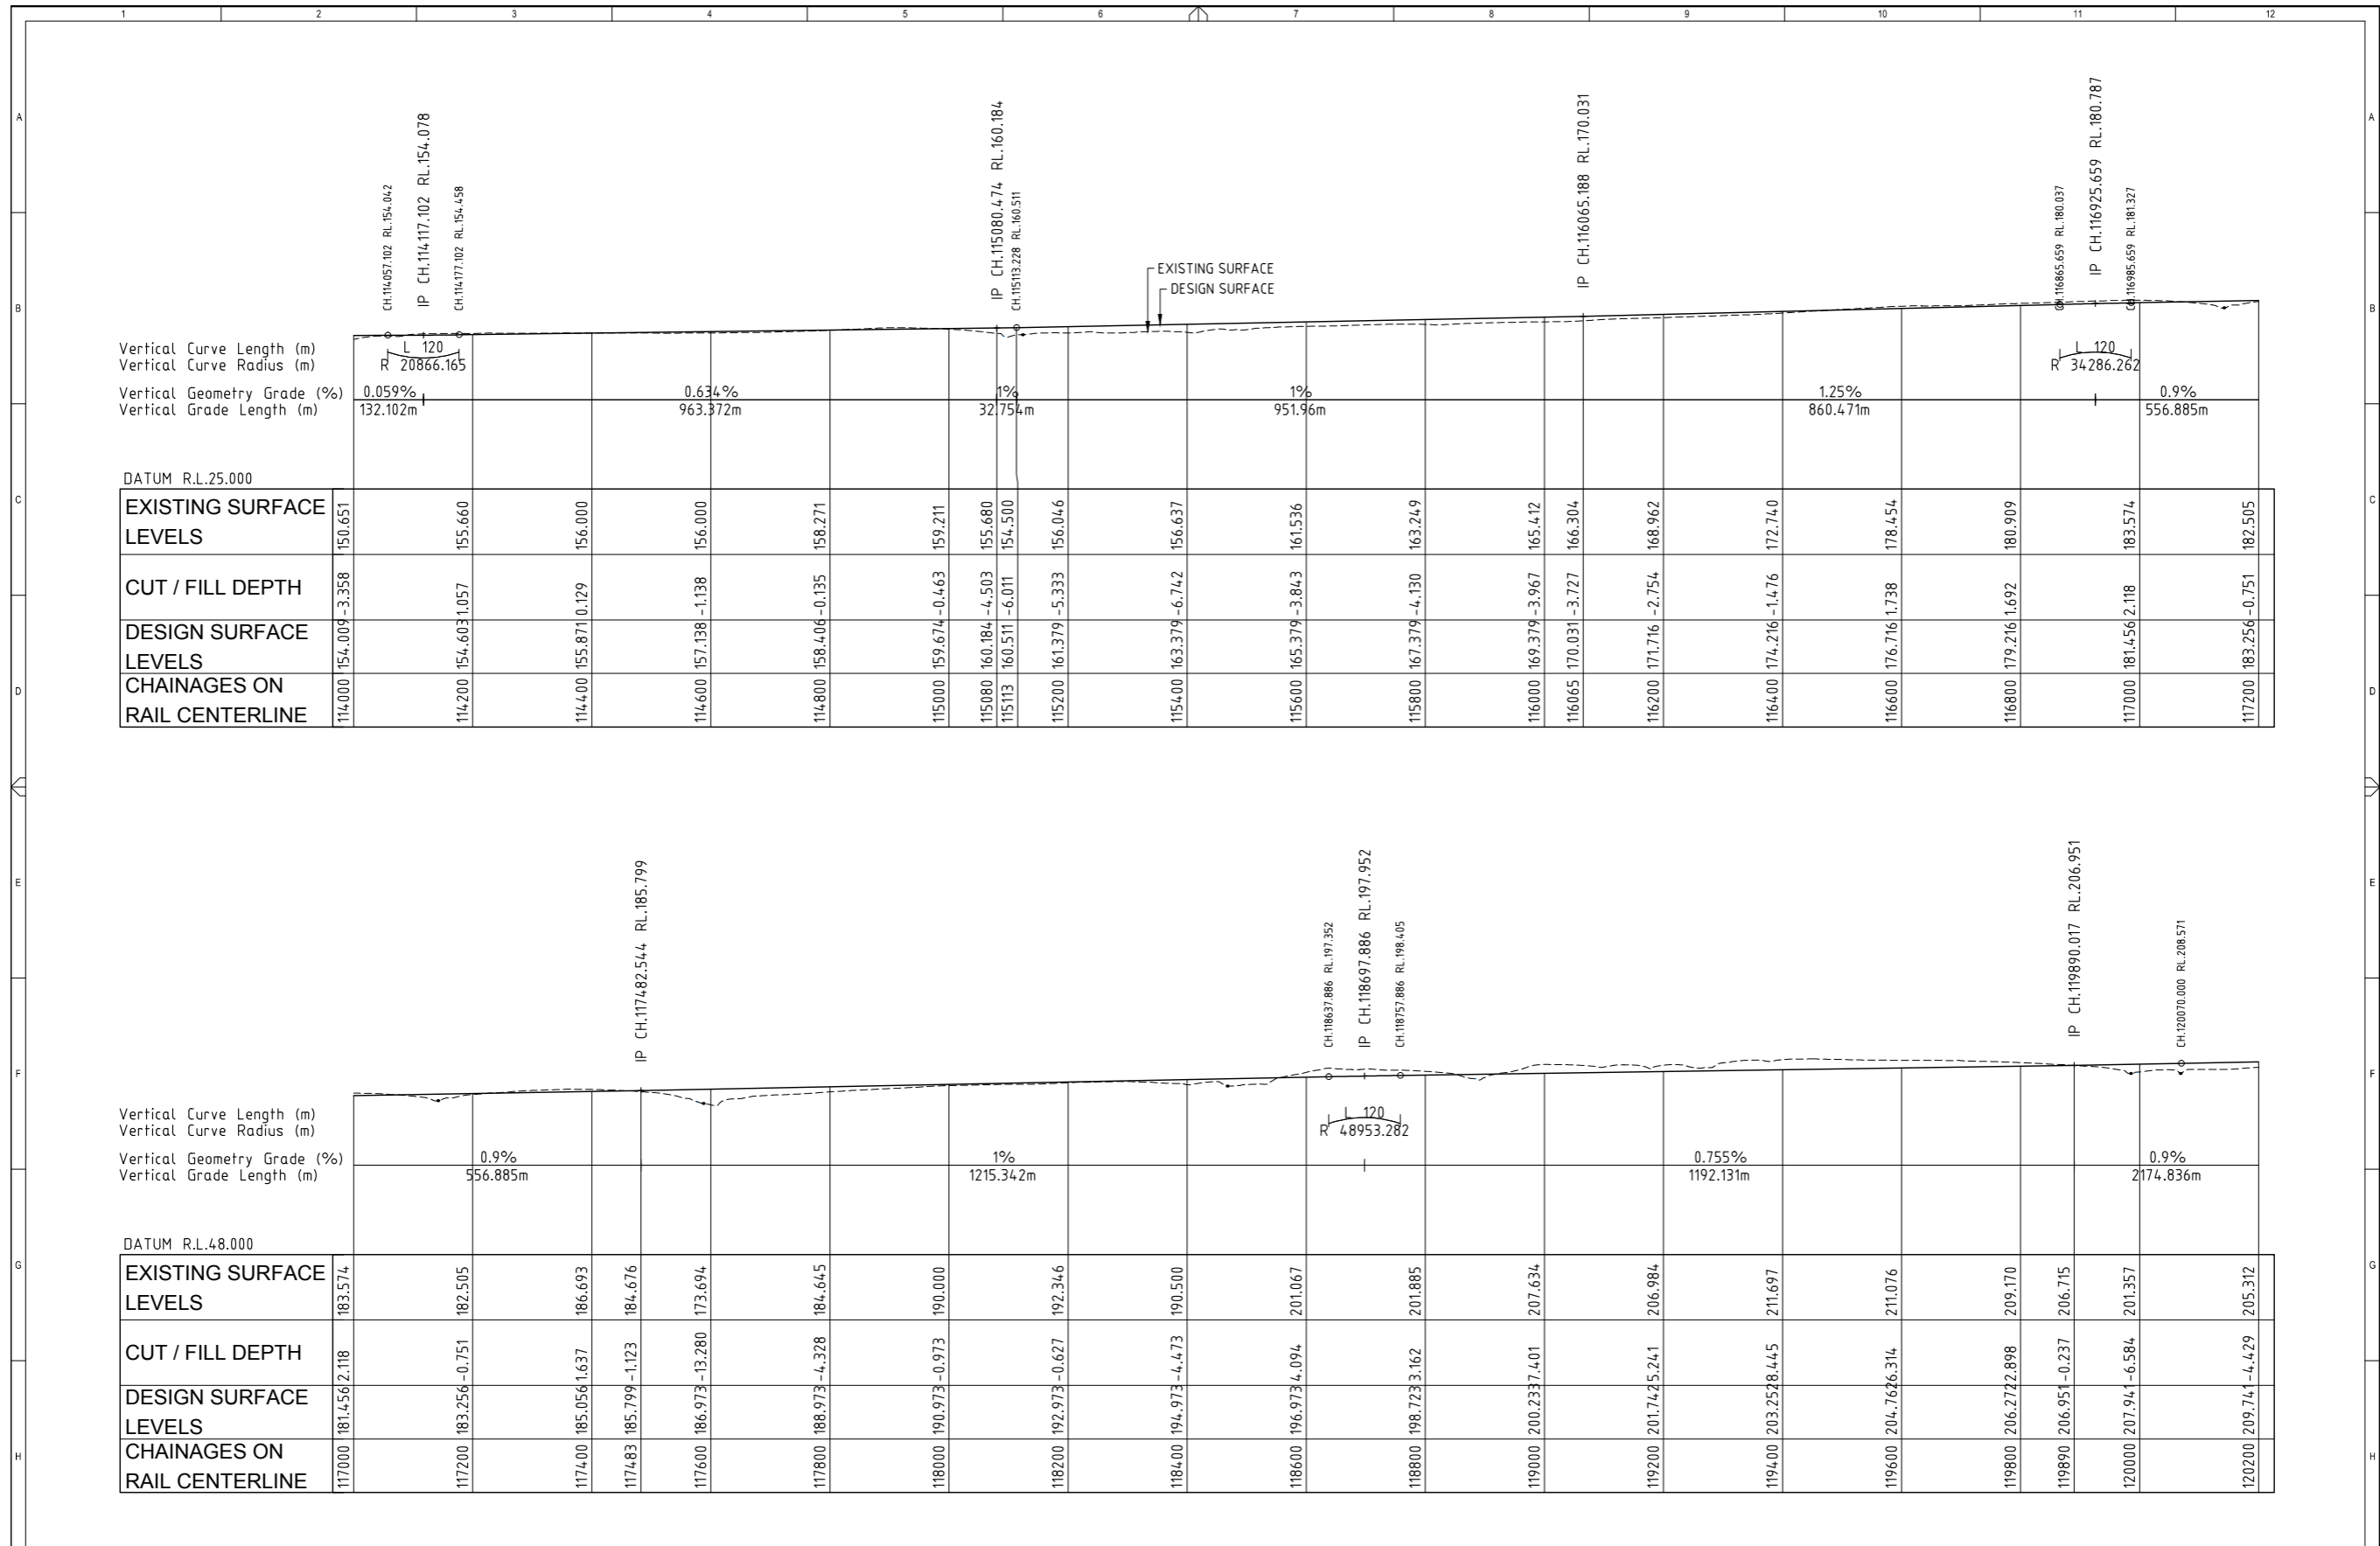 1 2 3 4 5 6 7 8 9 10 11 12
A A
CH.114057.102 RL.154.042
IP CH.114117.102 RL.154.078
CH.114177.102 RL.154.458
IP CH.115080.474 RL.160.184
CH.115113.228 RL.160.511
IP CH.116065.188 RL.170.031
CH.116865.659 RL.180.037
IP CH.116925.659 RL.180.787
CH.116985.659 RL.181.327
EXISTING SURFACE
DESIGN SURFACE
B B
Vertical Curve Length (m) L 120 L 120
Vertical Curve Radius (m) R 20866.165 R 34286.262
Vertical Geometry Grade (%) 0.059% 0.634% 1% 1% 1.25% 0.9%
Vertical Grade Length (m) 132.102m 963.372m 32.754m 951.96m 860.471m 556.885m
DATUM R.L.25.000
C C
EXISTING SURFACE LEVELS 150.651 155.660 156.000 156.000 158.271 159.211 155.680 154.500 156.046 156.637 161.536 163.249 165.412 166.304 168.962 172.740 178.454 180.909 183.574 182.505
CUT / FILL DEPTH -3.358 1.057 0.129 -1.138 -0.135 -0.463 -4.503 -6.011 -5.333 -6.742 -3.843 -4.130 -3.967 -3.727 -2.754 -1.476 1.738 1.692 2.118 -0.751
DESIGN SURFACE LEVELS 154.009 154.603 155.871 157.138 158.406 159.674 160.184 160.511 161.379 163.379 165.379 167.379 169.379 170.031 171.716 174.216 176.716 179.216 181.456 183.256
D D
CHAINAGES ON RAIL CENTERLINE 114000 114200 114400 114600 114800 115000 115080 115113 115200 115400 115600 115800 116000 116065 116200 116400 116600 116800 117000 117200
E E
IP CH.117482.544 RL.185.799
CH.118637.886 RL.197.352
IP CH.118697.886 RL.197.952
CH.118757.886 RL.198.405
IP CH.119890.017 RL.206.951
CH.120070.000 RL.208.571
F F
Vertical Curve Length (m) L 120
Vertical Curve Radius (m) R 48953.282
Vertical Geometry Grade (%) 0.9% 1% 0.755% 0.9%
Vertical Grade Length (m) 556.885m 1215.342m 1192.131m 2174.836m
DATUM R.L.48.000
G G
EXISTING SURFACE LEVELS 183.574 182.505 186.693 184.676 173.694 184.645 190.000 192.346 190.500 201.067 201.885 207.634 206.984 211.697 211.076 209.170 206.715 201.357 205.312
CUT / FILL DEPTH 2.118 -0.751 1.637 -1.123 -13.280 -4.328 -0.973 -0.627 -4.473 4.094 3.162 7.401 5.241 8.445 6.314 2.898 -0.237 -6.584 -4.429
DESIGN SURFACE LEVELS 181.456 183.256 185.056 185.799 186.973 188.973 190.973 192.973 194.973 196.973 198.723 200.233 201.742 203.252 204.762 206.272 206.951 207.941 209.741
H H
CHAINAGES ON RAIL CENTERLINE 117000 117200 117400 117483 117600 117800 118000 118200 118400 118600 118800 119000 119200 119400 119600 119800 119890 120000 120200